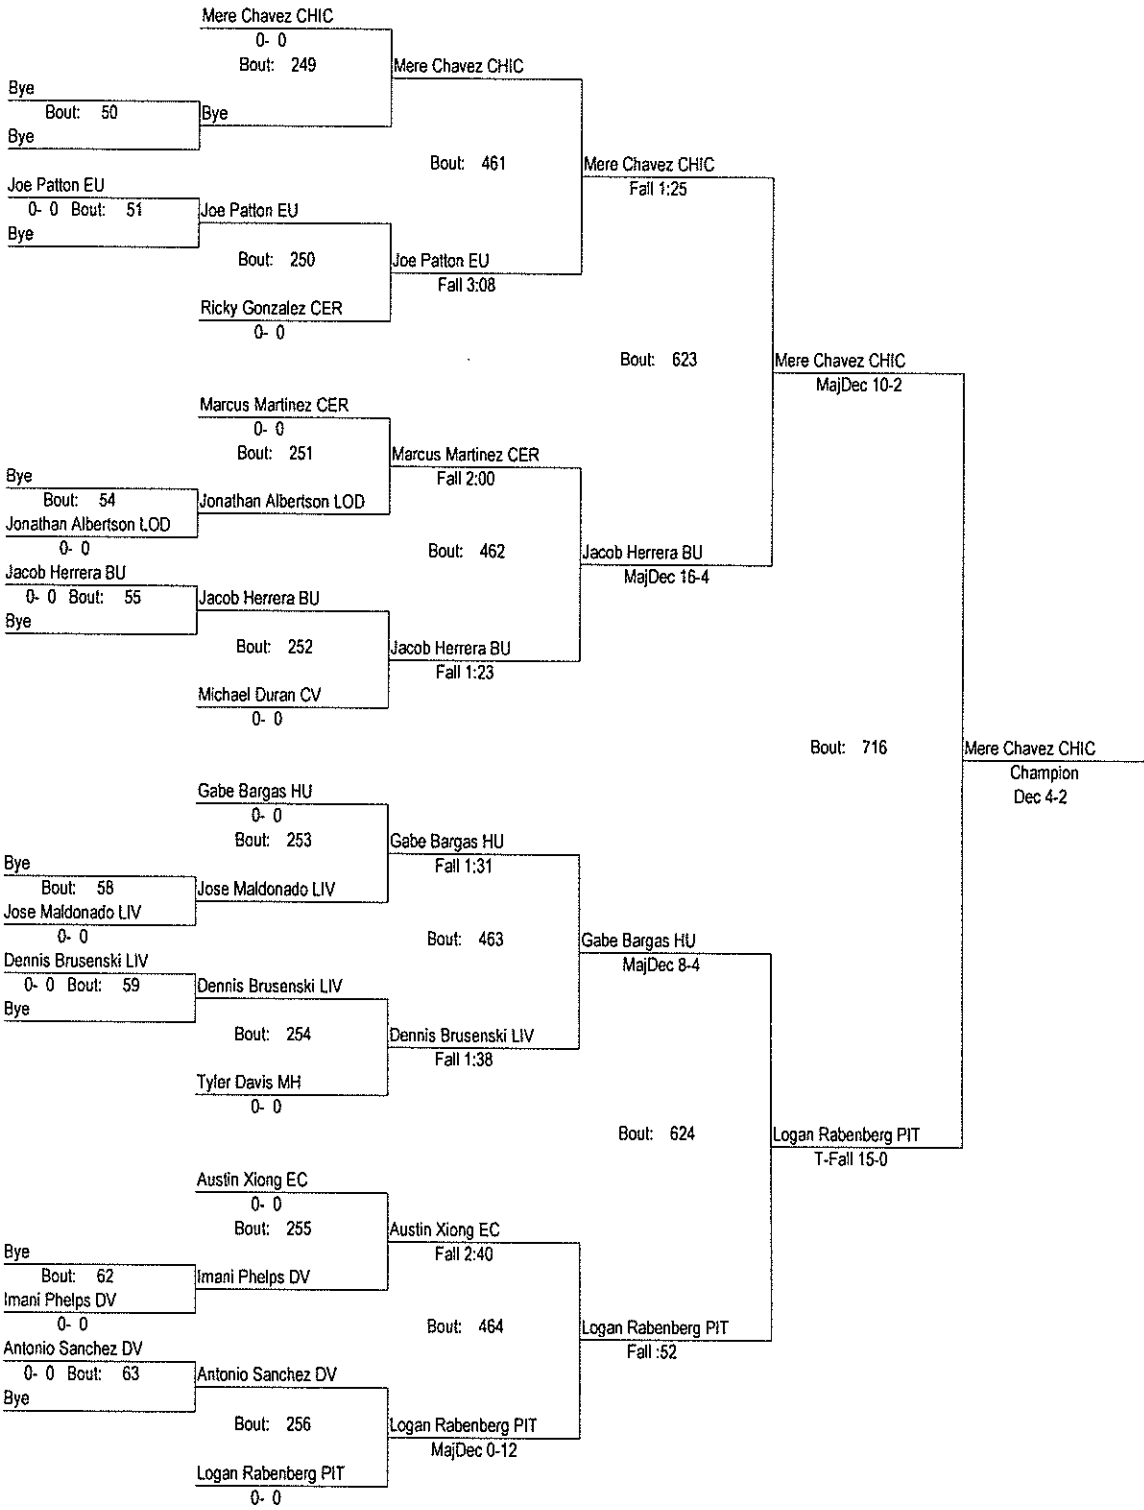 Mere Chavez CHIC
0- 0
Bout: 249
Mere Chavez CHIC
Bye
Bout: 50
Bye
Bye
Bout: 461
Mere Chavez CHIC
Fall 1:25
Joe Patton EU
0- 0 Bout: 51
Joe Patton EU
Bye
Bout: 250
Joe Patton EU
Fall 3:08
Ricky Gonzalez CER
0- 0
Bout: 623
Mere Chavez CHIC
MajDec 10-2
Marcus Martinez CER
0- 0
Bout: 251
Marcus Martinez CER
Fall 2:00
Bye
Bout: 54
Jonathan Albertson LOD
Jonathan Albertson LOD
0- 0
Bout: 462
Jacob Herrera BU
MajDec 16-4
Jacob Herrera BU
0- 0 Bout: 55
Jacob Herrera BU
Bye
Bout: 252
Jacob Herrera BU
Fall 1:23
Michael Duran CV
0- 0
Bout: 716
Mere Chavez CHIC
Champion
Dec 4-2
Gabe Bargas HU
0- 0
Bout: 253
Gabe Bargas HU
Fall 1:31
Bye
Bout: 58
Jose Maldonado LIV
Jose Maldonado LIV
0- 0
Bout: 463
Gabe Bargas HU
MajDec 8-4
Dennis Brusenski LIV
0- 0 Bout: 59
Dennis Brusenski LIV
Bye
Bout: 254
Dennis Brusenski LIV
Fall 1:38
Tyler Davis MH
0- 0
Bout: 624
Logan Rabenberg PIT
T-Fall 15-0
Austin Xiong EC
0- 0
Bout: 255
Austin Xiong EC
Fall 2:40
Bye
Bout: 62
Imani Phelps DV
Imani Phelps DV
0- 0
Bout: 464
Logan Rabenberg PIT
Fall :52
Antonio Sanchez DV
0- 0 Bout: 63
Antonio Sanchez DV
Bye
Bout: 256
Logan Rabenberg PIT
MajDec 0-12
Logan Rabenberg PIT
0- 0